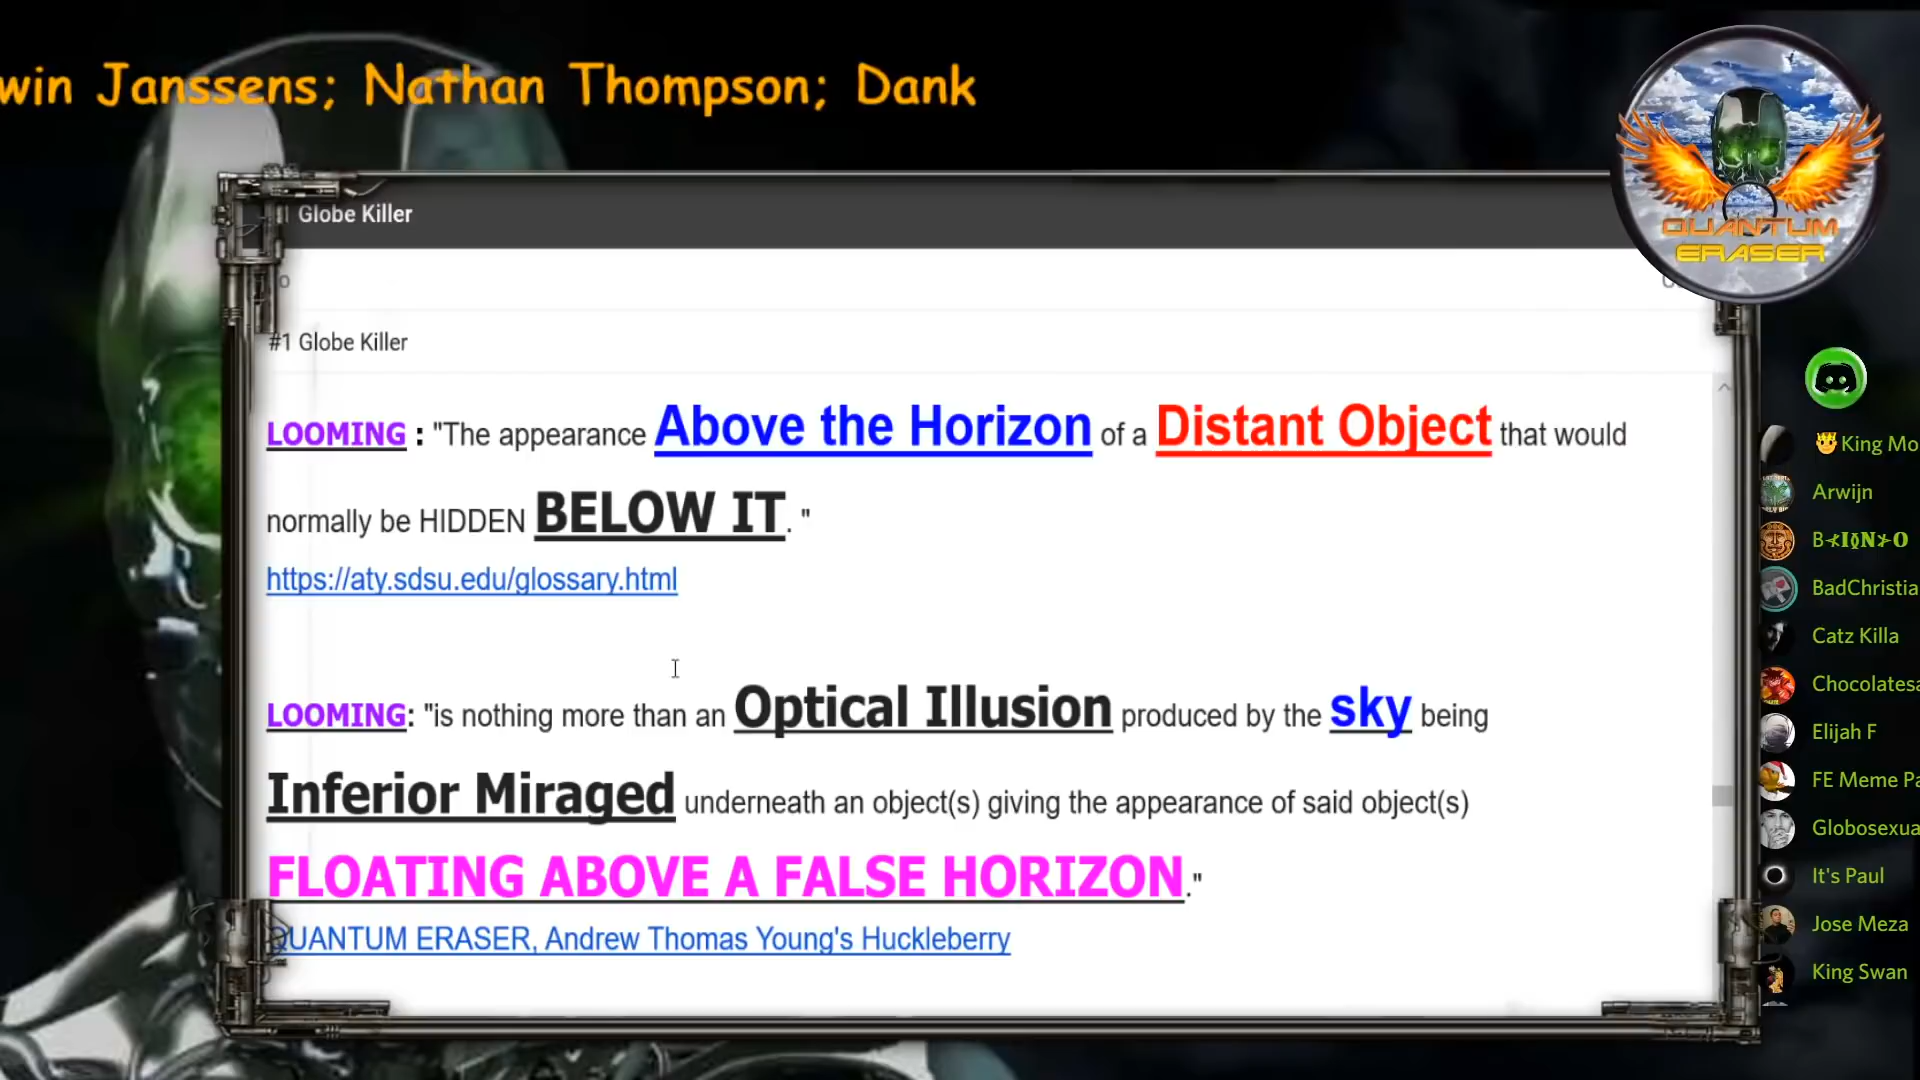 win Janssens; Nathan Thompson; Dank
QUANTUM
ERASER
Globe Killer
#1 Globe Killer
LOOMING : "The appearance Above the Horizon of a Distant Object that would
normally be HIDDEN BELOW IT. "
https://aty.sdsu.edu/glossary.html
LOOMING: "is nothing more than an Optical Illusion produced by the sky being
Inferior Miraged underneath an object(s) giving the appearance of said object(s)
FLOATING ABOVE A FALSE HORIZON."
QUANTUM ERASER, Andrew Thomas Young's Huckleberry
King Mo
Arwijn
B⊰I≬N⊱O
BadChristia
Catz Killa
Chocolatesa
Elijah F
FE Meme Pa
Globosexua
It's Paul
Jose Meza
King Swan